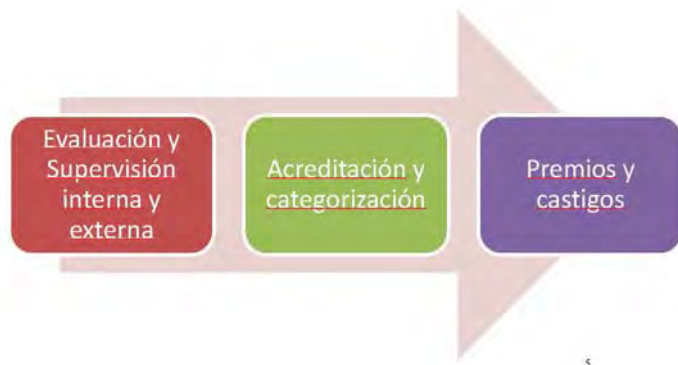 Evaluación y
Supervisión
interna y
externa
Acreditación y
categorización
Premios y
castigos